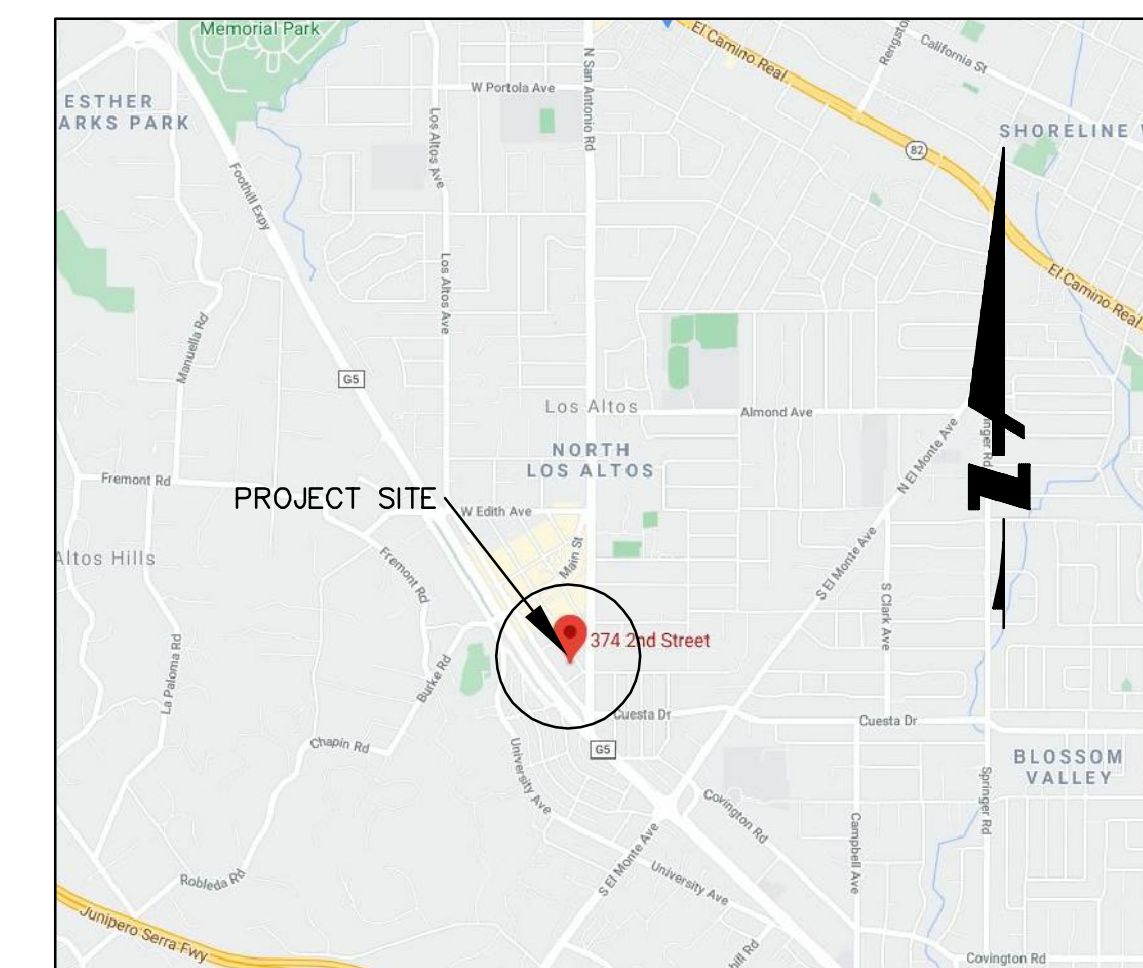 Memorial Park
El Camino Real
California St
N San Antonio Rd
W Portola Ave
ESTHER
ARKS PARK
Los Altos Ave
SHORELINE
82
Foothill Expy
Los Altos Ave
El Camino Real
Manuella Rd
G5
Los Altos
Almond Ave
NORTH
LOS ALTOS
N El Monte Ave
Fremont Rd
PROJECT SITE
W Edith Ave
Z
Altos Hills
Fremont Rd
Main St
S El Monte Ave
S Clark Ave
374 2nd Street
La Paloma Rd
Burke Rd
Cuesta Dr
Cuesta Dr
Chapin Rd
G5
BLOSSOM
VALLEY
University Ave
Springer Rd
Covington Rd
S El Monte Ave
Campbell Ave
University Ave
Robleda Rd
Junipero Serra Fwy
Covington Rd